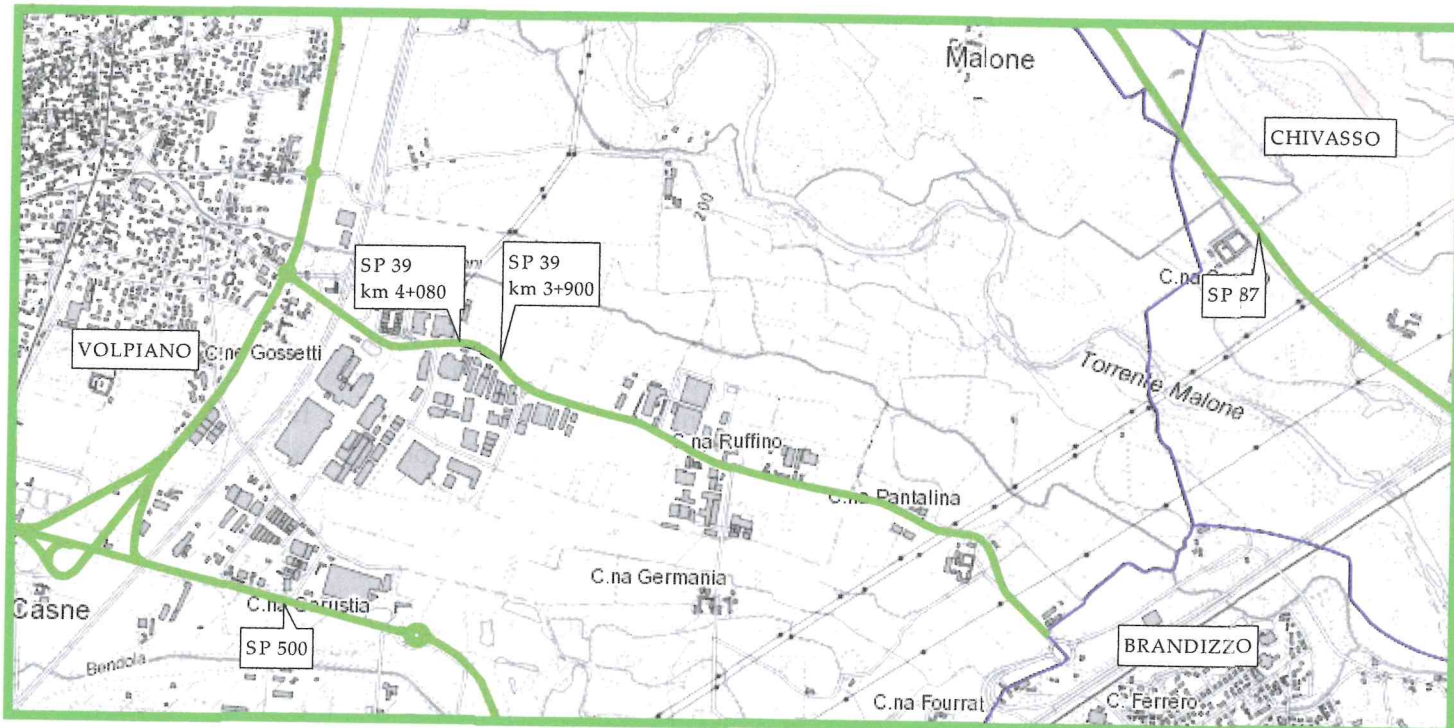 Malone
CHIVASSO
200
SP 39
km 4+080
SP 39
km 3+900
SP 87
VOLPIANO
C.ne Gossetti
Torrente Malone
C.na Ruffino
C.na Pantalina
C.na Germania
Casne
SP 500
Bendola
BRANDIZZO
C.na Fourrat
C. Ferrero